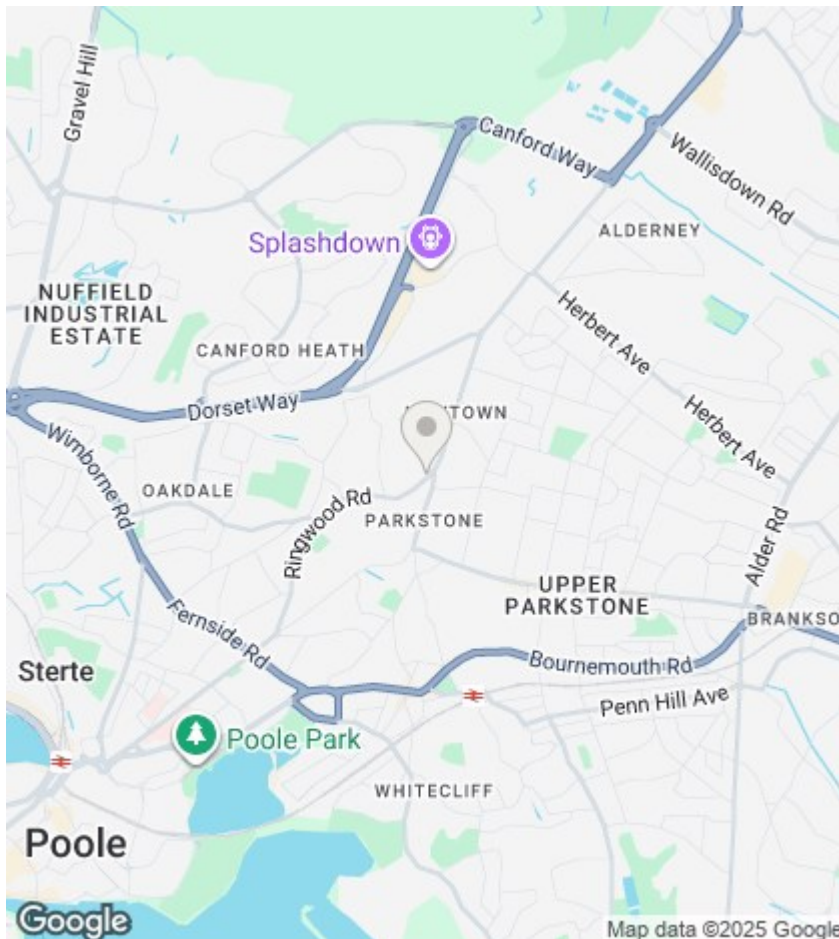 Gravel Hill
Canford Way
Wallisdown Rd
Splashdown
ALDERNEY
NUFFIELD
INDUSTRIAL
ESTATE
Herbert Ave
CANFORD HEATH
Dorset Way
Herbert Ave
Wimborne Rd
OAKDALE
Ringwood Rd
PARKSTONE
Alder Rd
UPPER
PARKSTONE
BRANKSO
Fernside Rd
Sterte
Bournemouth Rd
Penn Hill Ave
Poole Park
WHITECLIFF
Poole
Google
Map data ©2025 Google